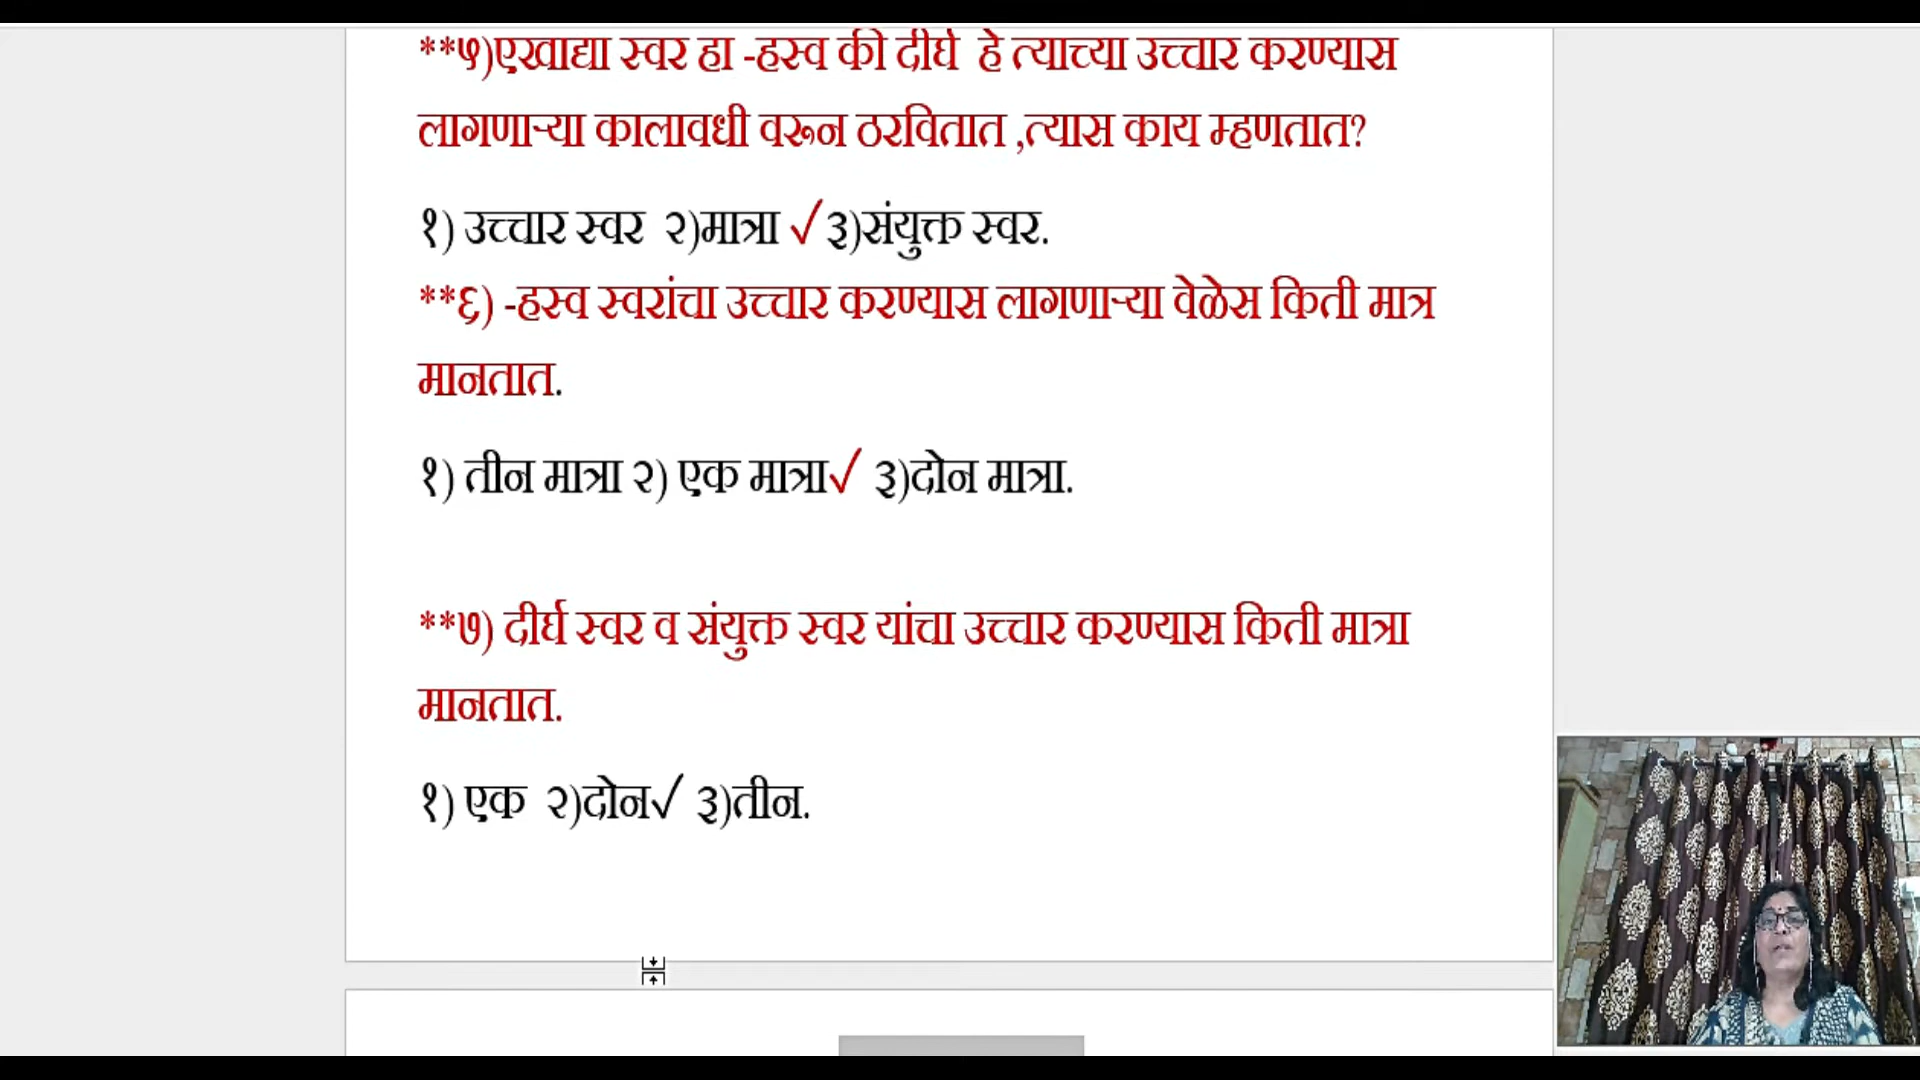 **५)एखाद्या स्वर हा -हस्व की दीर्घ हे त्याच्या उच्चार करण्यास
लागणाऱ्या कालावधी वरून ठरवितात ,त्यास काय म्हणतात?
१) उच्चार स्वर २)मात्रा ✓३)संयुक्त स्वर.
**६) -हस्व स्वरांचा उच्चार करण्यास लागणाऱ्या वेळेस किती मात्र
मानतात.
१) तीन मात्रा २) एक मात्रा✓ ३)दोन मात्रा.
**७) दीर्घ स्वर व संयुक्त स्वर यांचा उच्चार करण्यास किती मात्रा
मानतात.
१) एक २)दोन✓ ३)तीन.